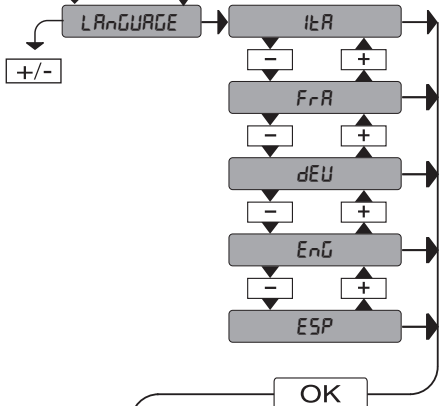 LAnGUAGE ItA
+/-
- +
FrA
- +
dEU
- +
EnG
- +
ESP
OK